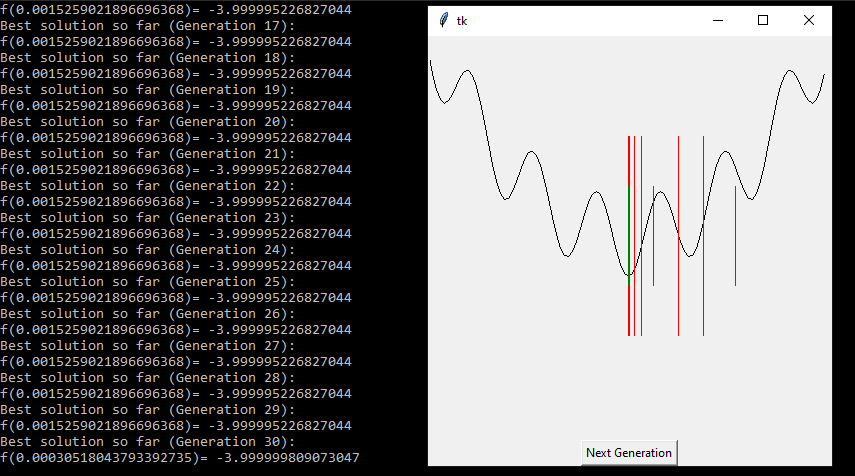 f(0.0015259021896696368)= -3.999995226827044
Best solution so far (Generation 17):
f(0.0015259021896696368)= -3.999995226827044
Best solution so far (Generation 18):
f(0.0015259021896696368)= -3.999995226827044
Best solution so far (Generation 19):
f(0.0015259021896696368)= -3.999995226827044
Best solution so far (Generation 20):
f(0.0015259021896696368)= -3.999995226827044
Best solution so far (Generation 21):
f(0.0015259021896696368)= -3.999995226827044
Best solution so far (Generation 22):
f(0.0015259021896696368)= -3.999995226827044
Best solution so far (Generation 23):
f(0.0015259021896696368)= -3.999995226827044
Best solution so far (Generation 24):
f(0.0015259021896696368)= -3.999995226827044
Best solution so far (Generation 25):
f(0.0015259021896696368)= -3.999995226827044
Best solution so far (Generation 26):
f(0.0015259021896696368)= -3.999995226827044
Best solution so far (Generation 27):
f(0.0015259021896696368)= -3.999995226827044
Best solution so far (Generation 28):
f(0.0015259021896696368)= -3.999995226827044
Best solution so far (Generation 29):
f(0.0015259021896696368)= -3.999995226827044
Best solution so far (Generation 30):
f(0.00030518043793392735)= -3.999999809073047
tk
Next Generation